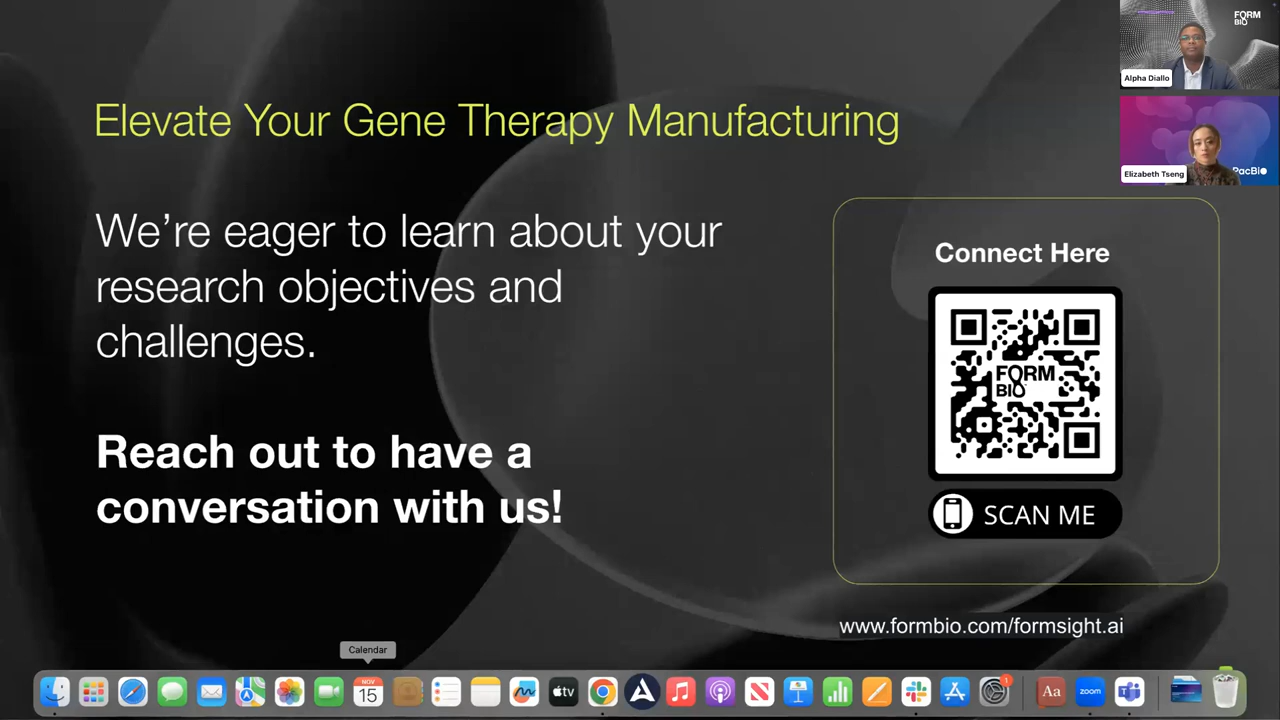 FORM
BIO
Alpha Diallo
Elizabeth Tseng
PacBio
Elevate Your Gene Therapy Manufacturing
We're eager to learn about your
research objectives and
challenges.
Reach out to have a
conversation with us!
Connect Here
FORM
BIO
SCAN ME
www.formbio.com/formsight.ai
Calendar
NOV
15
tv
1
Aa
zoom